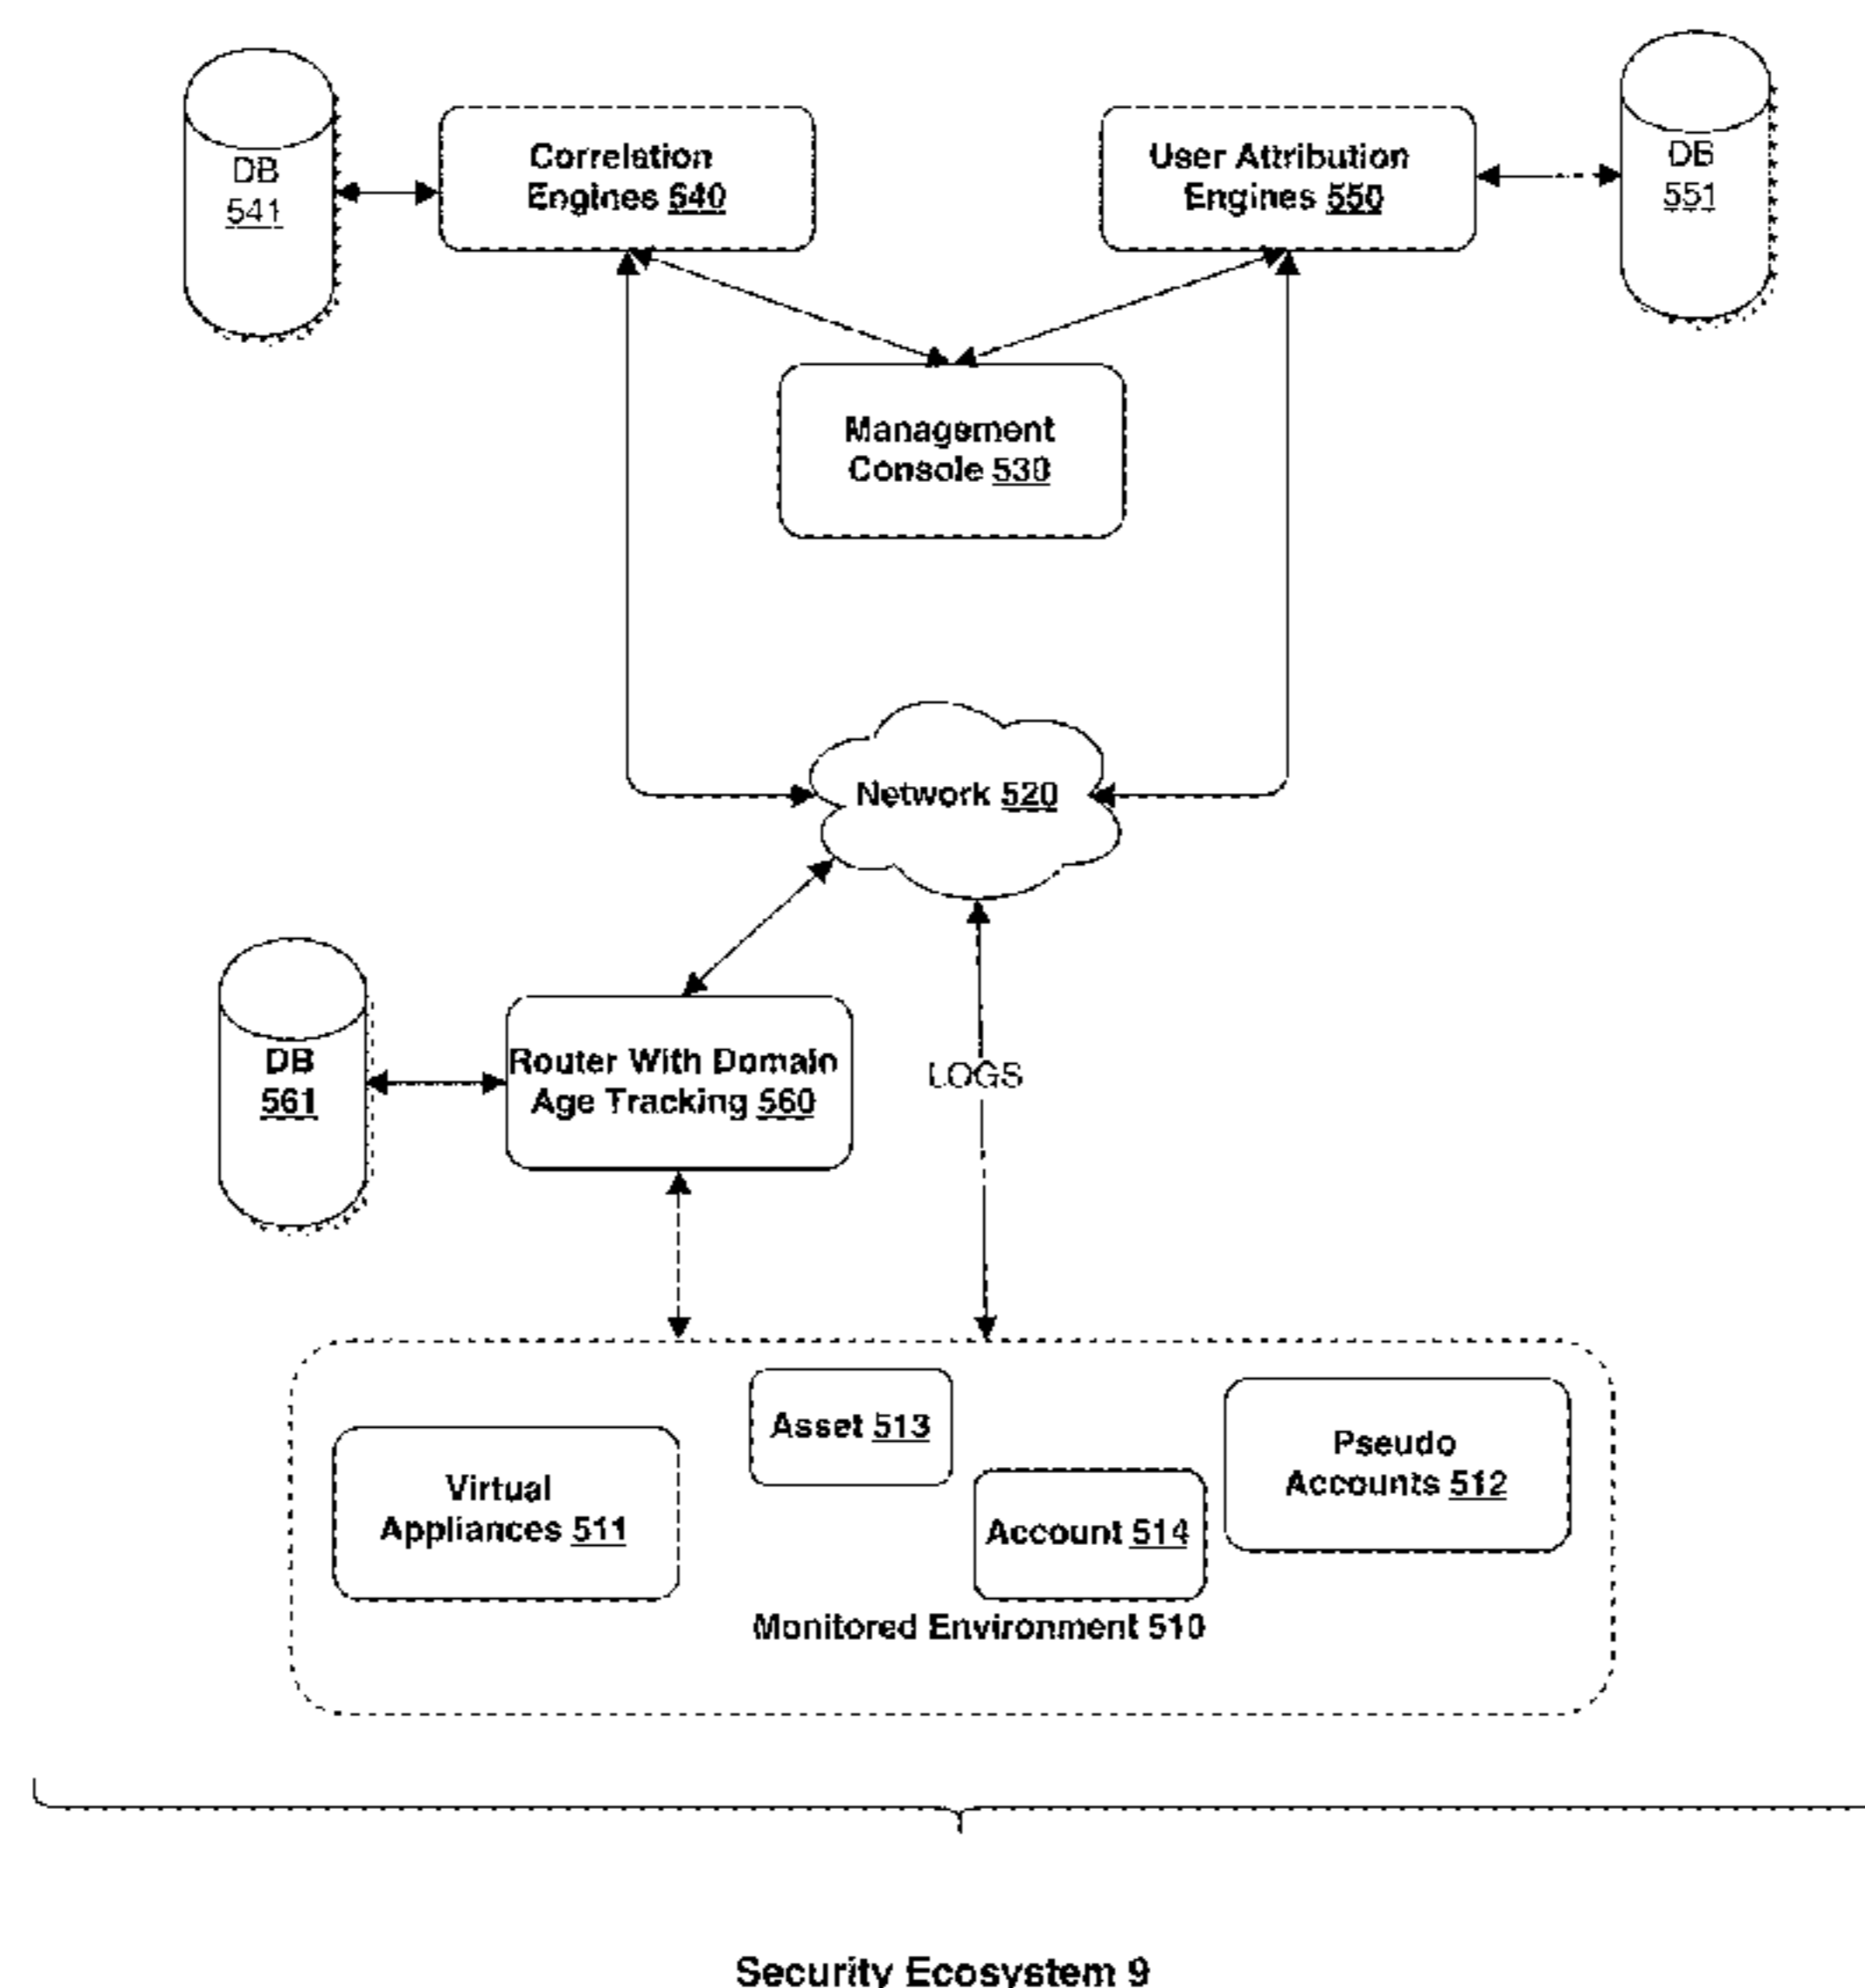 DB
541
Correlation
Engines 540
User Attribution
Engines 550
DB
551
Management
Console 530
Network 520
DB
561
Router With Domain
Age Tracking 560
LOGS
Virtual
Appliances 511
Asset 513
Account 514
Pseudo
Accounts 512
Monitored Environment 510
Security Ecosystem 9